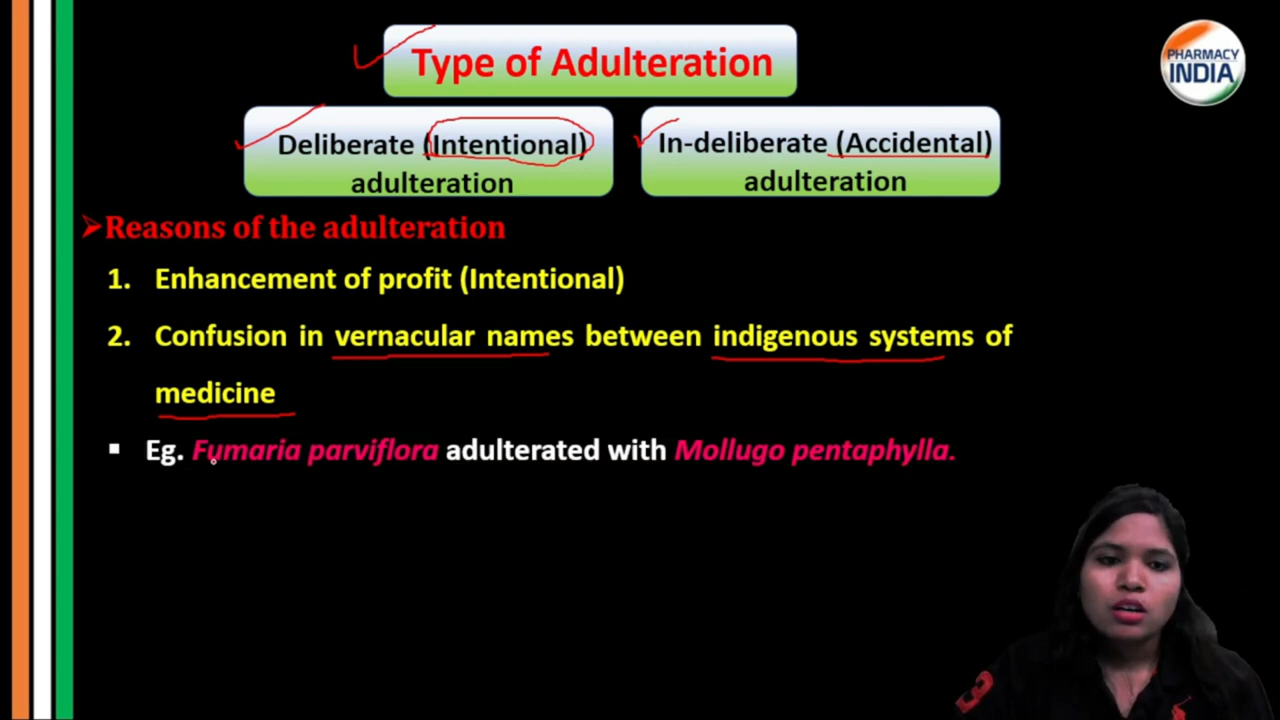 Type of Adulteration
PHARMACY
INDIA
Deliberate (Intentional)
adulteration
In-deliberate (Accidental)
adulteration
Reasons of the adulteration
1. Enhancement of profit (Intentional)
2. Confusion in vernacular names between indigenous systems of
medicine
Eg. Fumaria parviflora adulterated with Mollugo pentaphylla.
3